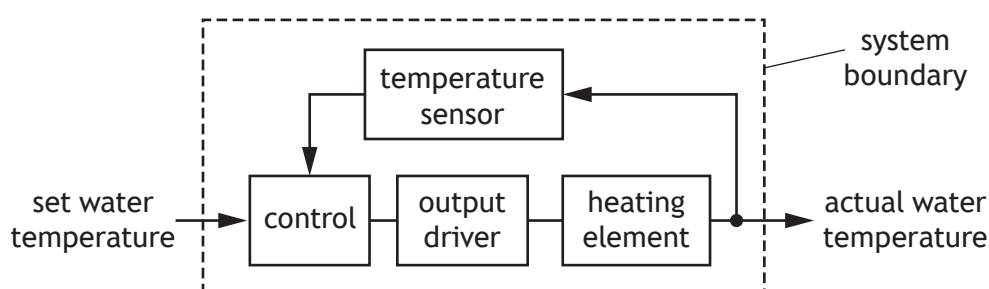 system
boundary
temperature
sensor
set water
temperature
control
output
driver
heating
element
actual water
temperature